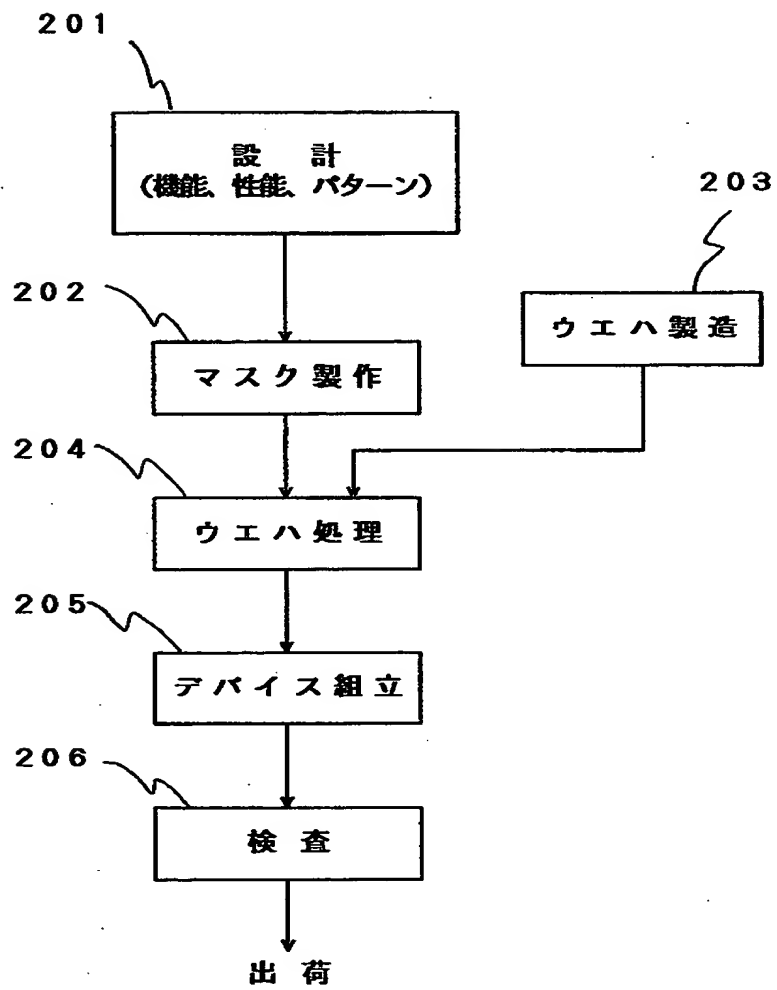 201
設計
(機能、性能、パターン)
203
202
ウエハ製造
マスク製作
204
ウエハ処理
205
デバイス組立
206
検査
出荷